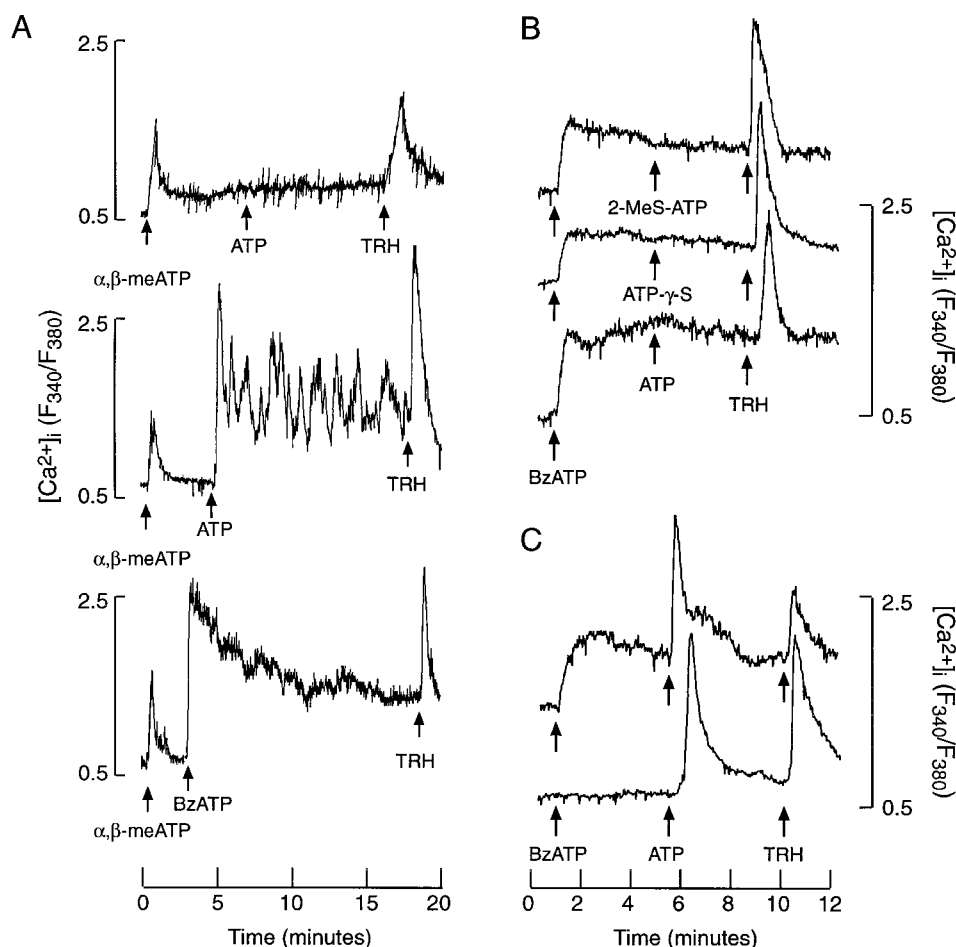 A
2.5
0.5
α,β-meATP
ATP
TRH
2.5
0.5
[Ca2+]i (F340/F380)
α,β-meATP
ATP
TRH
2.5
0.5
α,β-meATP
BzATP
TRH
0 5 10 15 20
Time (minutes)
B
2-MeS-ATP
ATP-γ-S
ATP
TRH
BzATP
2.5
0.5
[Ca2+]i (F340/F380)
C
2.5
0.5
[Ca2+]i (F340/F380)
BzATP ATP TRH
0 2 4 6 8 10 12
Time (minutes)